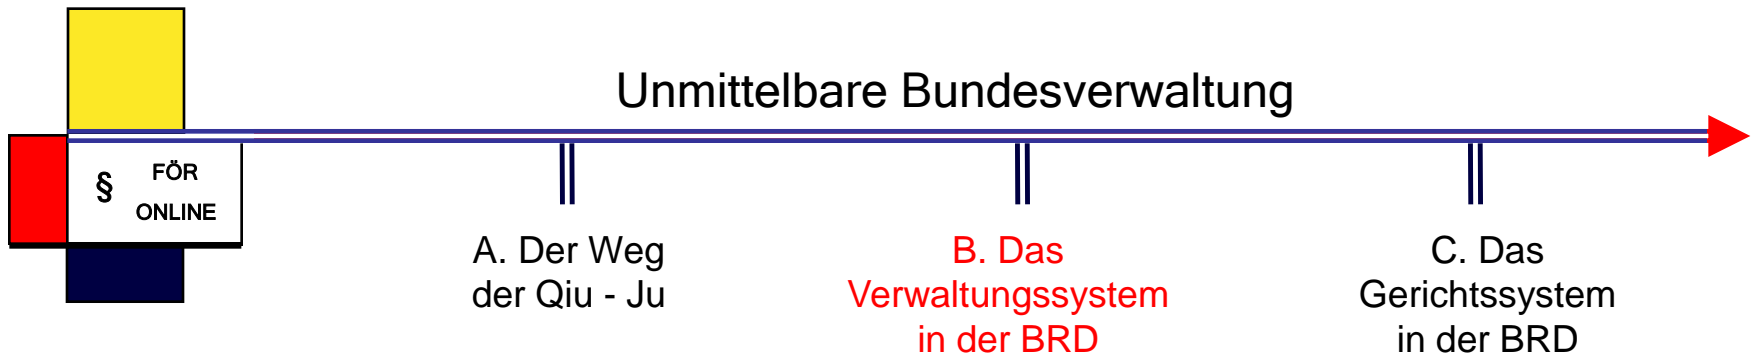 Unmittelbare Bundesverwaltung
§ FÖR
ONLINE
A. Der Weg
der Qiu - Ju
B. Das
Verwaltungssystem
in der BRD
C. Das
Gerichtssystem
in der BRD